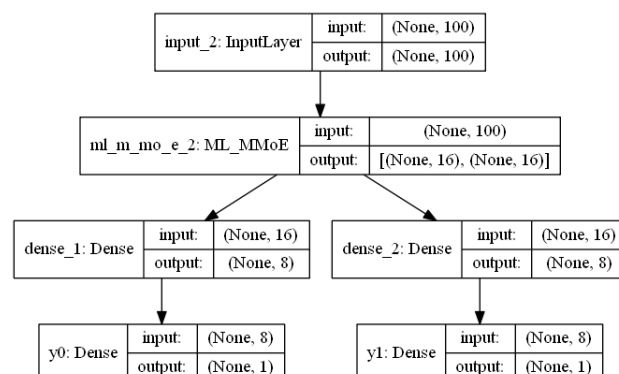 input_2: InputLayer
input: (None, 100)
output: (None, 100)
ml_m_mo_e_2: ML_MMoE
input: (None, 100)
output: [(None, 16), (None, 16)]
dense_1: Dense
input: (None, 16)
output: (None, 8)
dense_2: Dense
input: (None, 16)
output: (None, 8)
y0: Dense
input: (None, 8)
output: (None, 1)
y1: Dense
input: (None, 8)
output: (None, 1)